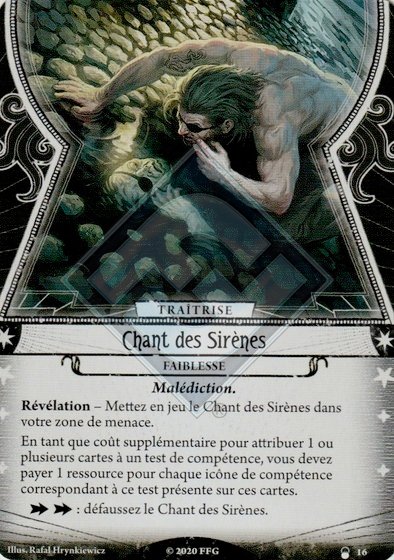 TRAÎTRISE
Chant des Sirènes
FAIBLESSE
Malédiction.
Révélation – Mettez en jeu le Chant des Sirènes dans
votre zone de menace.
En tant que coût supplémentaire pour attribuer 1 ou
plusieurs cartes à un test de compétence, vous devez
payer 1 ressource pour chaque icône de compétence
correspondant à ce test présente sur ces cartes.
: défaussez le Chant des Sirènes.
Illus. Rafał Hrynkiewicz © 2020 FFG 16